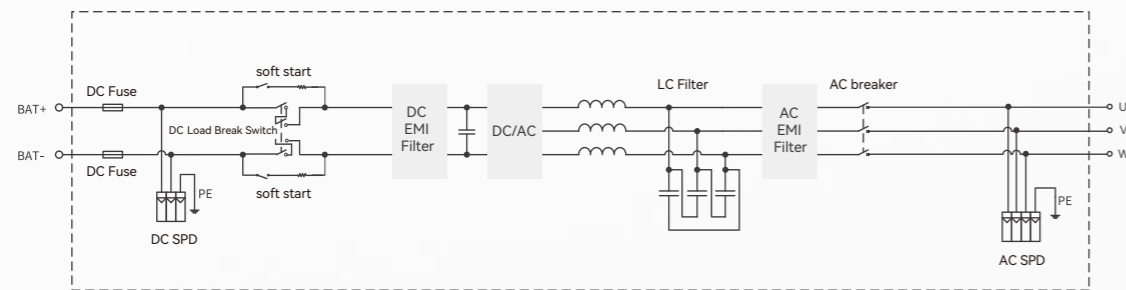 soft start
LC Filter
AC breaker
DC Fuse
BAT+
DC
EMI
Filter
DC/AC
AC
EMI
Filter
U
DC Load Break Switch
V
BAT-
W
DC Fuse
soft start
PE
PE
DC SPD
AC SPD